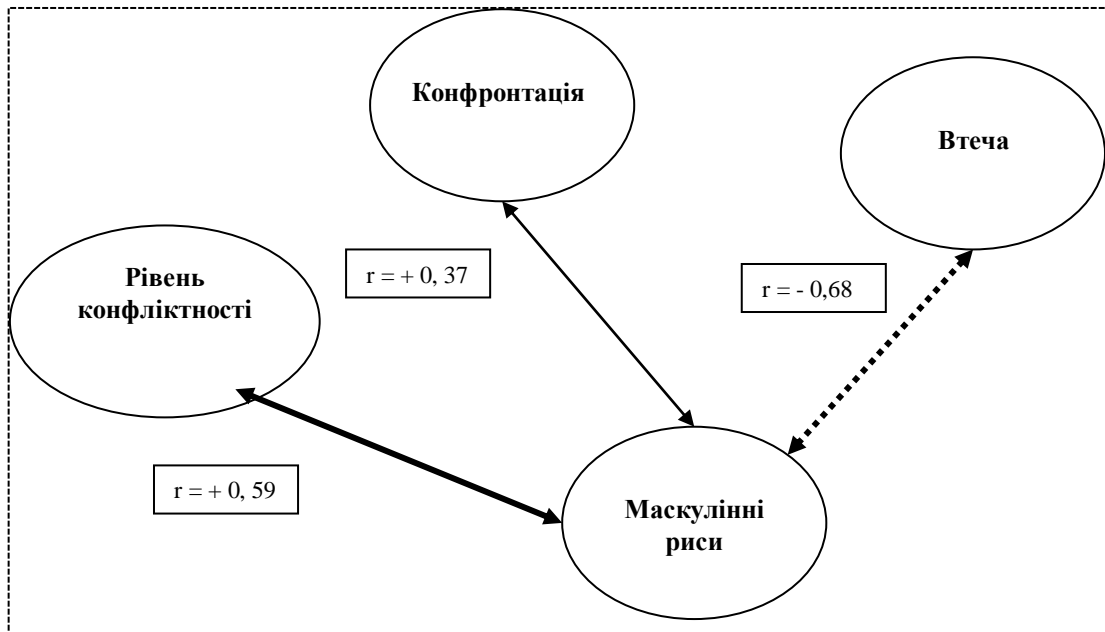 Конфронтація
Втеча
Рівень
конфліктності
r = + 0, 37
r = - 0,68
r = + 0, 59
Маскулінні
риси